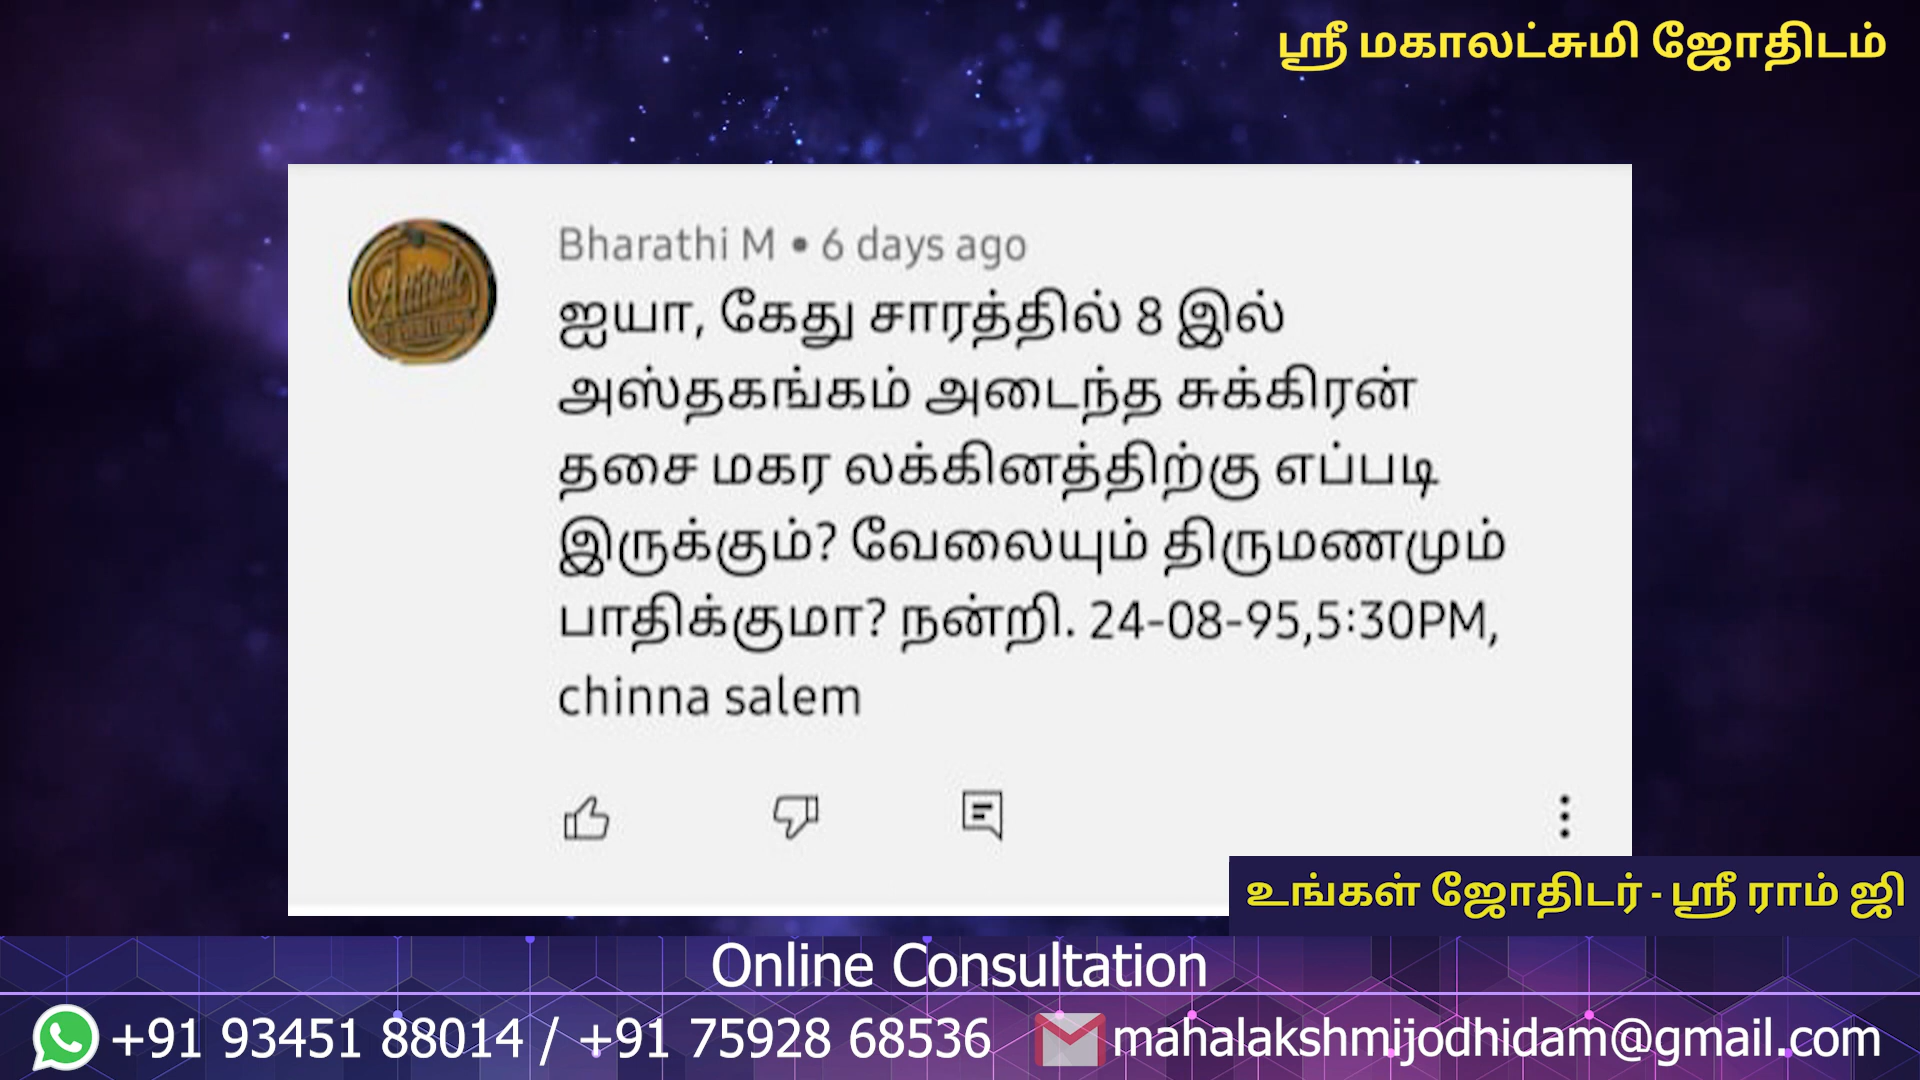 ஸ்ரீ மகாலட்சுமி ஜோதிடம்
Bharathi M • 6 days ago
ஐயா, கேது சாரத்தில் 8 இல்
அஸ்தகங்கம் அடைந்த சுக்கிரன்
தசை மகர லக்கினத்திற்கு எப்படி
இருக்கும்? வேலையும் திருமணமும்
பாதிக்குமா? நன்றி. 24-08-95,5:30PM,
chinna salem
உங்கள் ஜோதிடர் - ஸ்ரீ ராம் ஜி
Online Consultation
+91 93451 88014 / +91 75928 68536 mahalakshmijodhidam@gmail.com